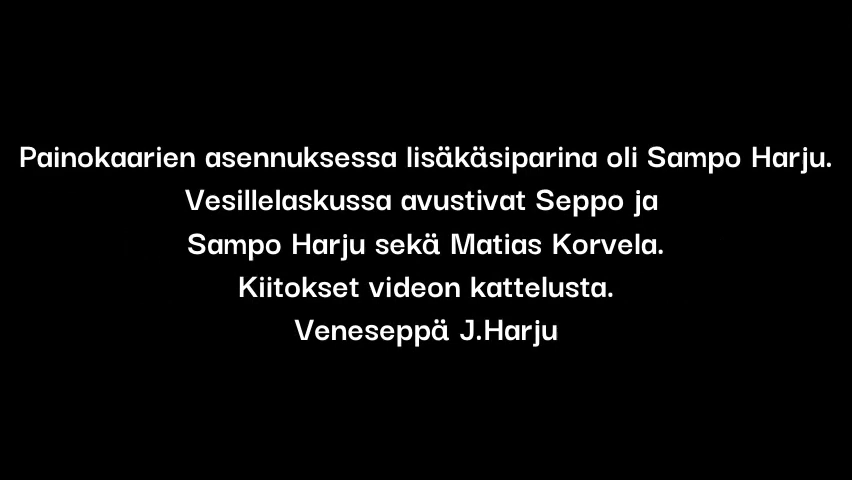 Painokaarien asennuksessa lisäkäsiparina oli Sampo Harju.
Vesillelaskussa avustivat Seppo ja
Sampo Harju sekä Matias Korvela.
Kiitokset videon kattelusta.
Veneseppä J.Harju